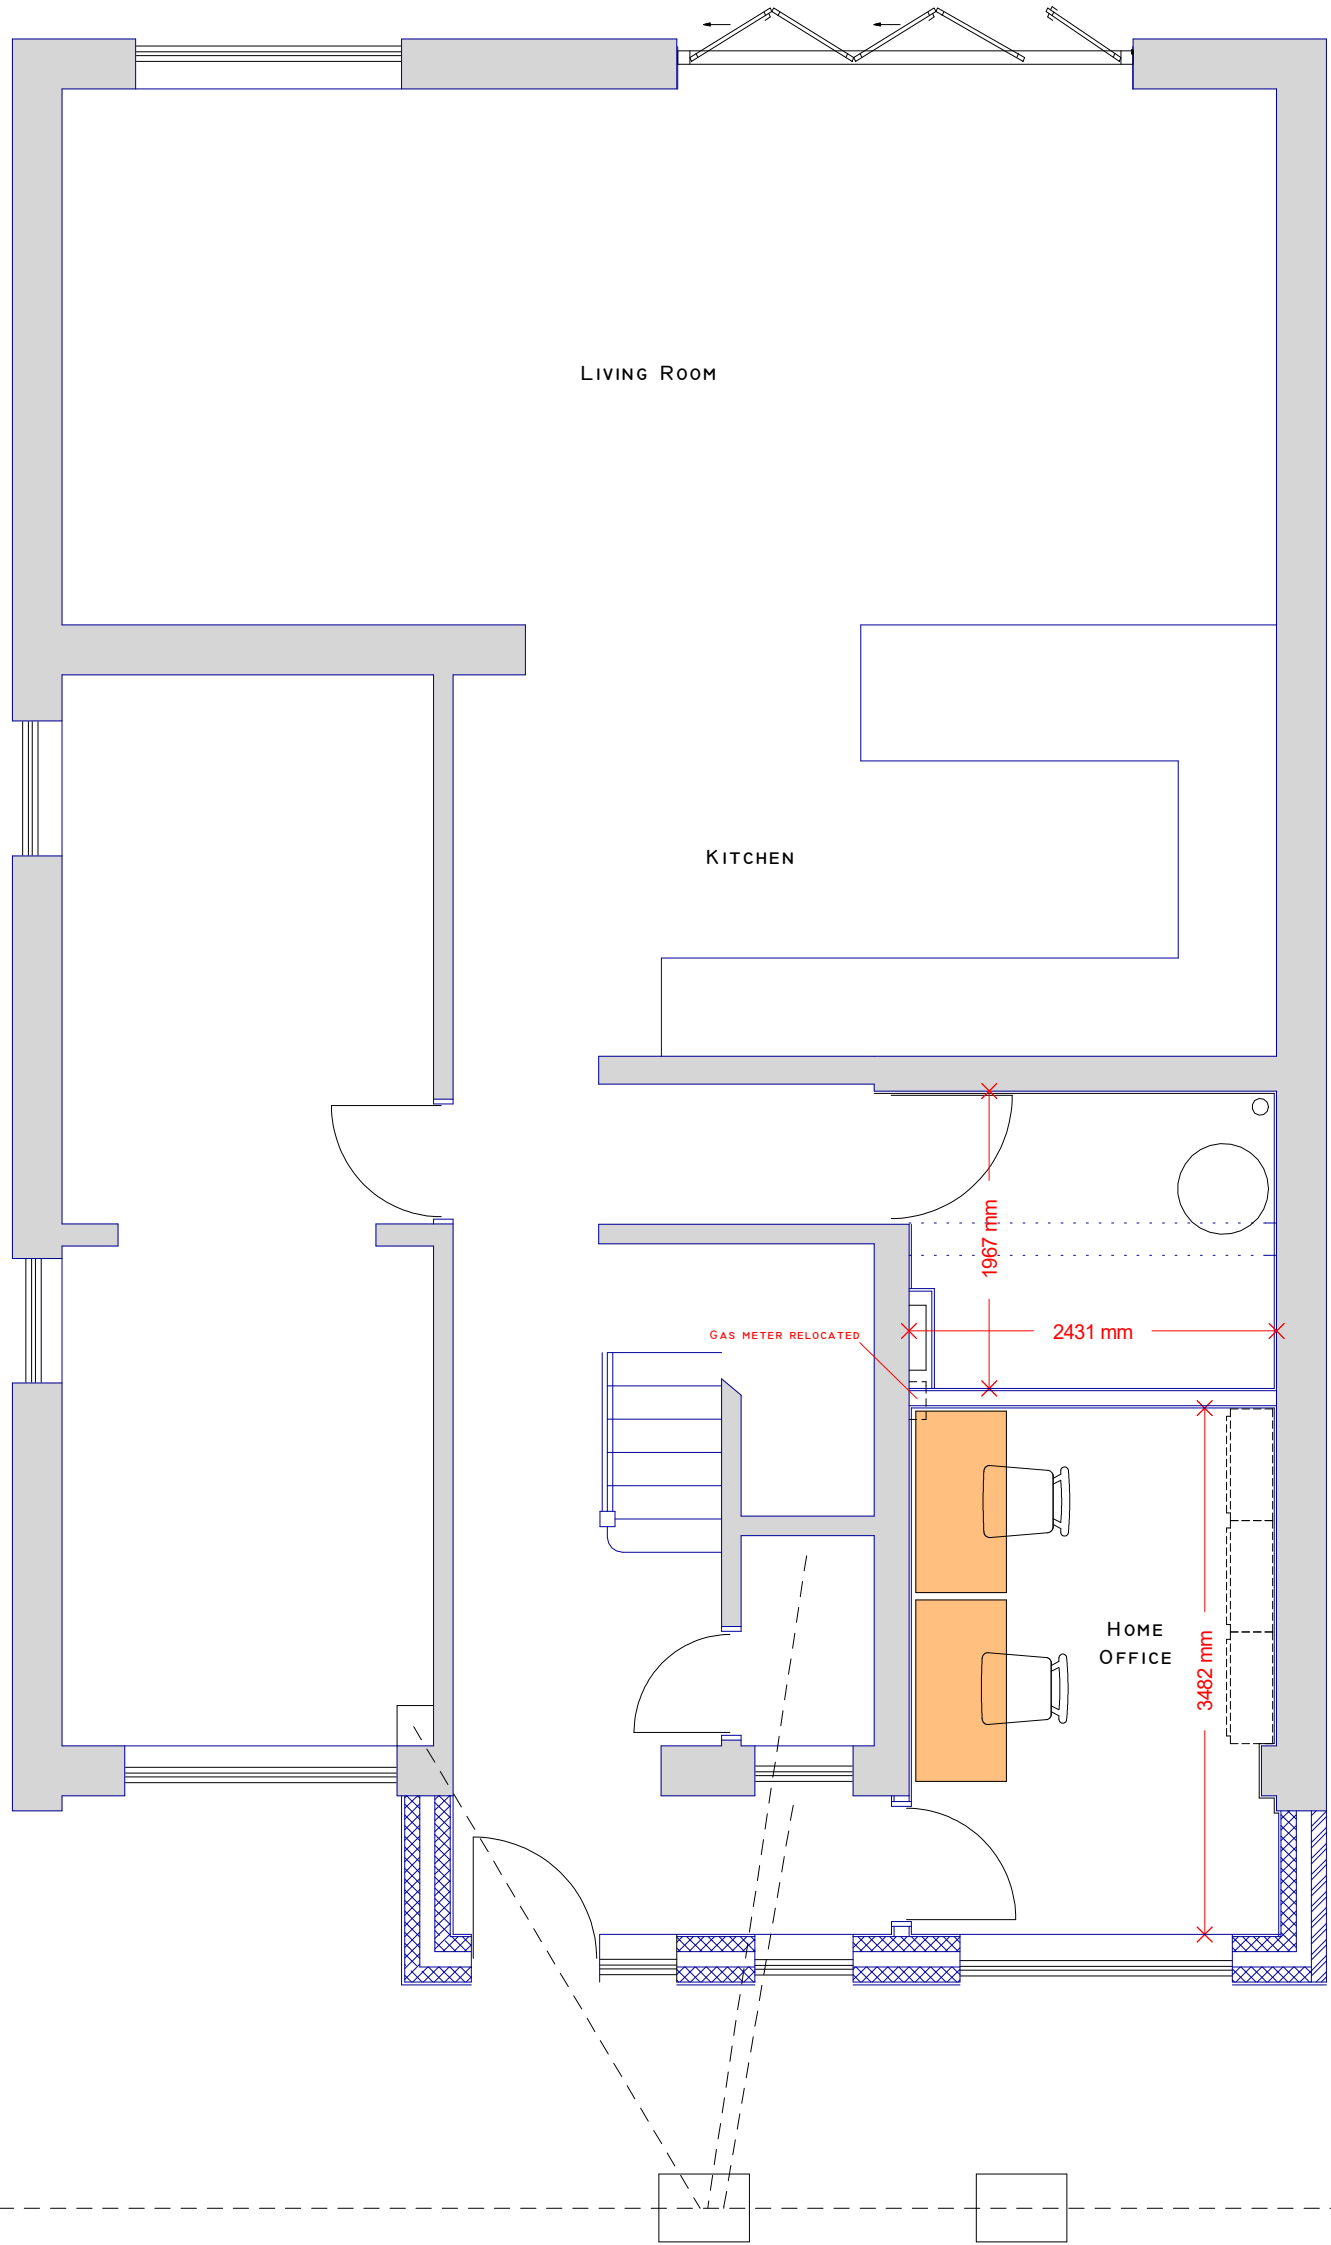 LIVING ROOM
KITCHEN
1967 mm
GAS METER RELOCATED
2431 mm
HOME
OFFICE
3482 mm